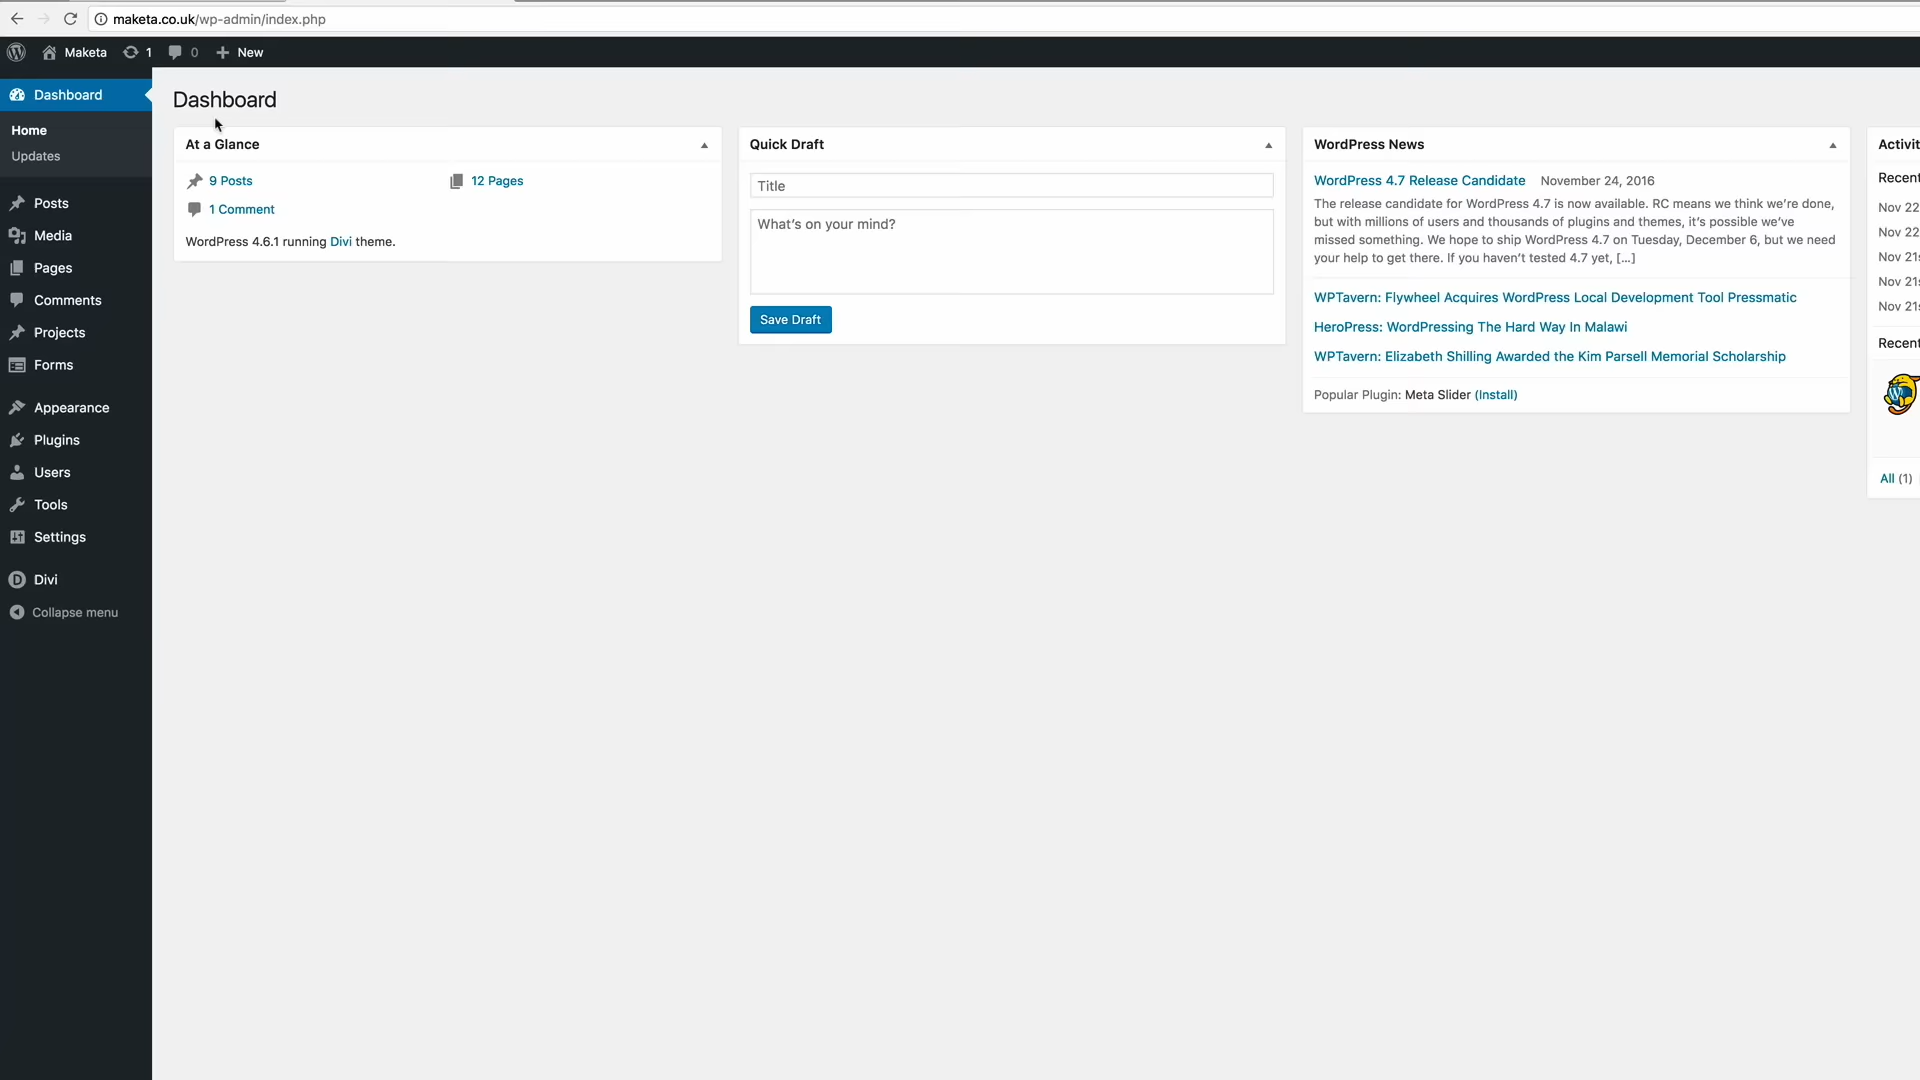 maketa.co.uk/wp-admin/index.php
Maketa 1 0 New
Dashboard
Home
Updates
Posts
Media
Pages
Comments
Projects
Forms
Appearance
Plugins
Users
Tools
Settings
Divi
Collapse menu
Dashboard
At a Glance
9 Posts 12 Pages
1 Comment
WordPress 4.6.1 running Divi theme.
Quick Draft
Title
What's on your mind?
Save Draft
WordPress News
WordPress 4.7 Release Candidate November 24, 2016
The release candidate for WordPress 4.7 is now available. RC means we think we're done,
but with millions of users and thousands of plugins and themes, it's possible we've
missed something. We hope to ship WordPress 4.7 on Tuesday, December 6, but we need
your help to get there. If you haven't tested 4.7 yet, […]
WPTavern: Flywheel Acquires WordPress Local Development Tool Pressmatic
HeroPress: WordPressing The Hard Way In Malawi
WPTavern: Elizabeth Shilling Awarded the Kim Parsell Memorial Scholarship
Popular Plugin: Meta Slider (Install)
Activit
Recent
Nov 22
Nov 22
Nov 21s
Nov 21s
Nov 21s
Recent
All (1)